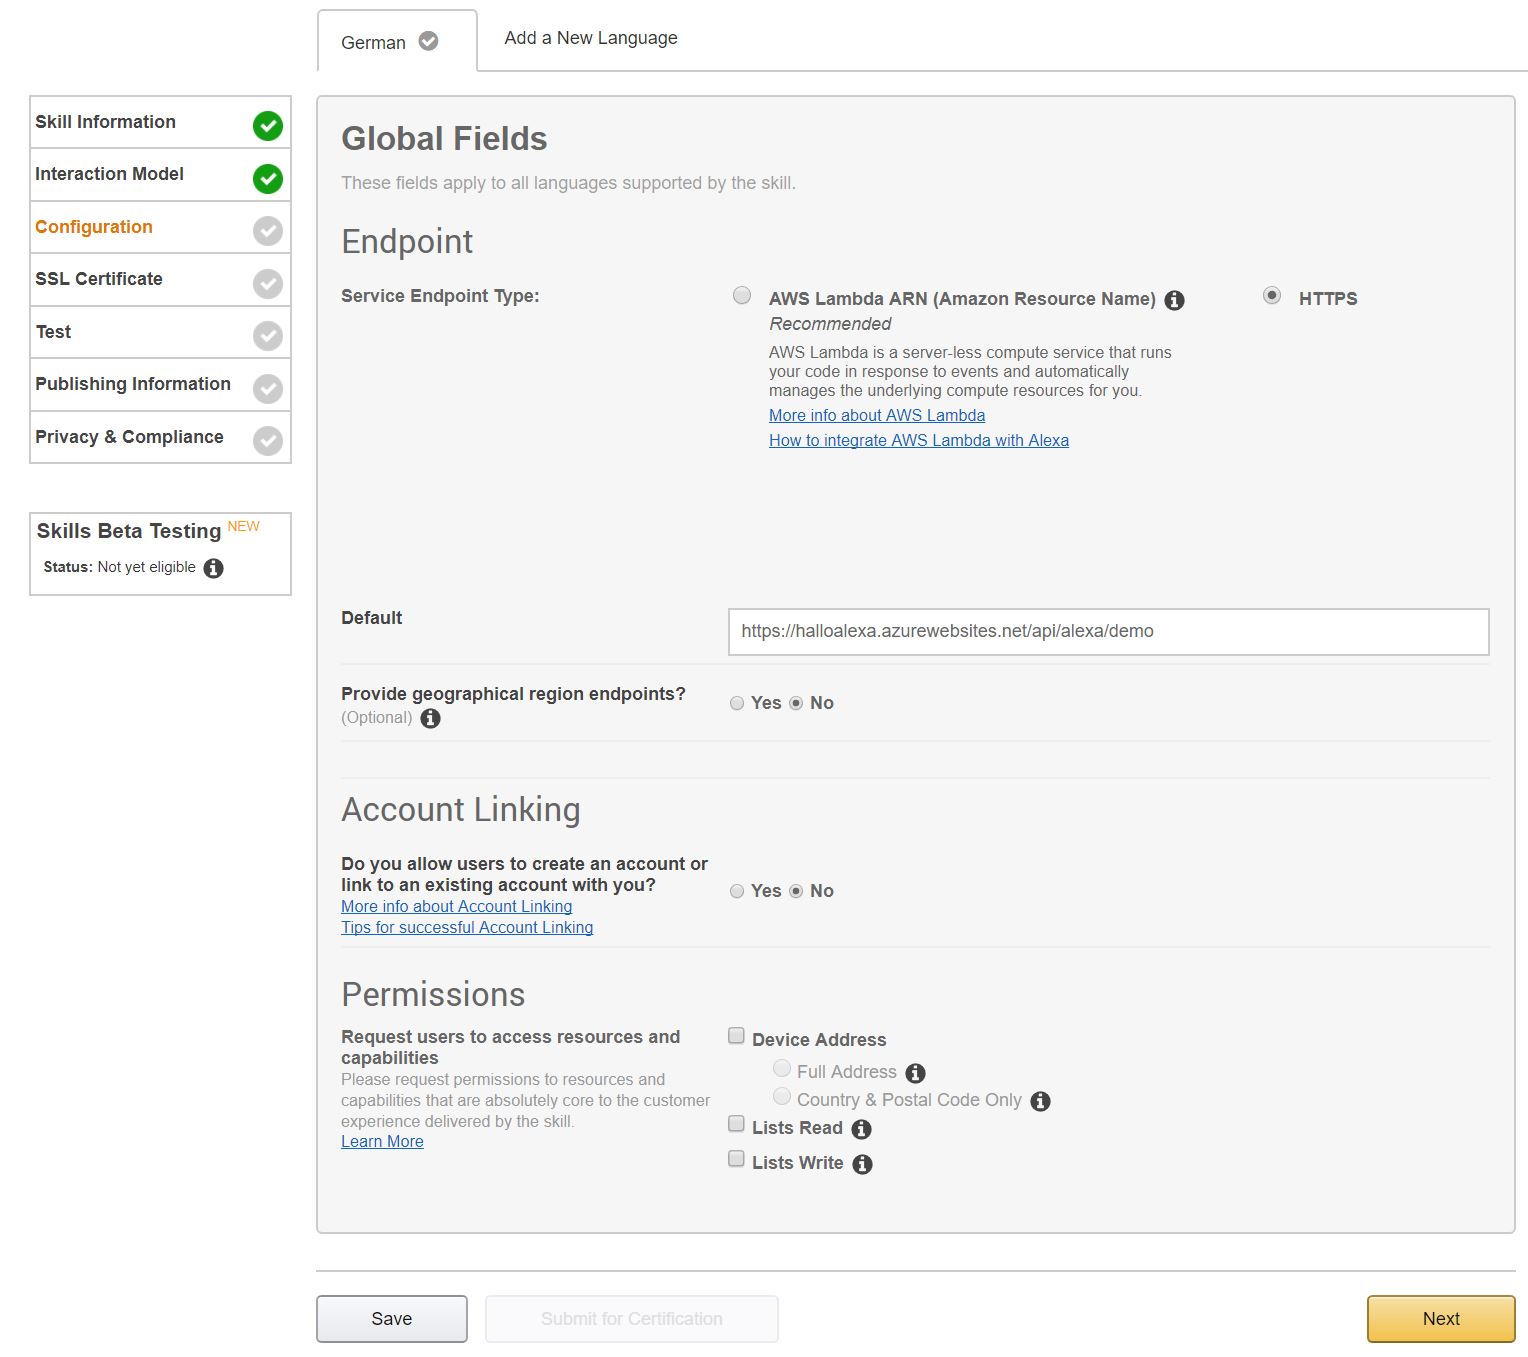 German
Add a New Language
Skill Information
Interaction Model
Configuration
SSL Certificate
Test
Publishing Information
Privacy & Compliance
Skills Beta Testing NEW
Status: Not yet eligible
Global Fields
These fields apply to all languages supported by the skill.
Endpoint
Service Endpoint Type:
AWS Lambda ARN (Amazon Resource Name)
Recommended
AWS Lambda is a server-less compute service that runs
your code in response to events and automatically
manages the underlying compute resources for you.
More info about AWS Lambda
How to integrate AWS Lambda with Alexa
HTTPS
Default
https://halloalexa.azurewebsites.net/api/alexa/demo
Provide geographical region endpoints?
(Optional)
Yes No
Account Linking
Do you allow users to create an account or
link to an existing account with you?
More info about Account Linking
Tips for successful Account Linking
Yes No
Permissions
Request users to access resources and
capabilities
Please request permissions to resources and
capabilities that are absolutely core to the customer
experience delivered by the skill.
Learn More
Device Address
Full Address
Country & Postal Code Only
Lists Read
Lists Write
Save
Submit for Certification
Next